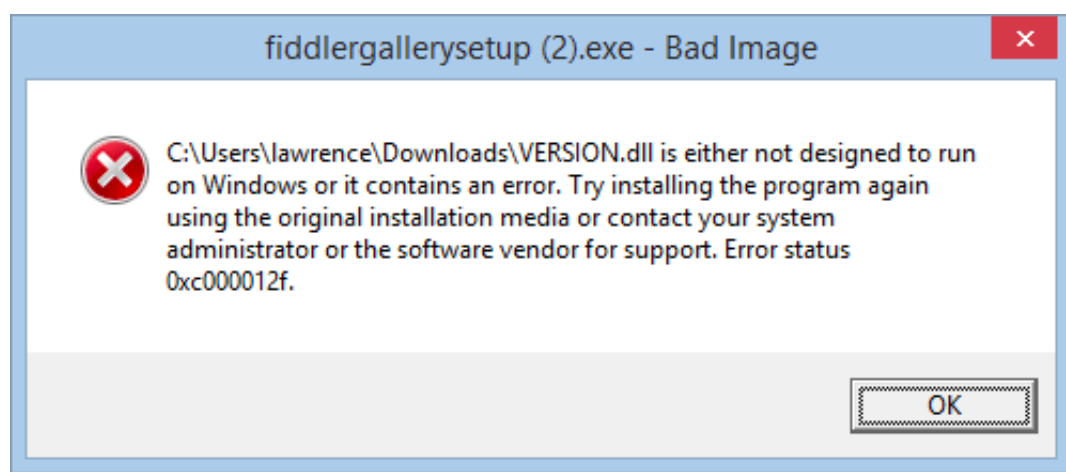 fiddlergallerysetup (2).exe - Bad Image
C:\Users\lawrence\Downloads\VERSION.dll is either not designed to run
on Windows or it contains an error. Try installing the program again
using the original installation media or contact your system
administrator or the software vendor for support. Error status
0xc000012f.
OK